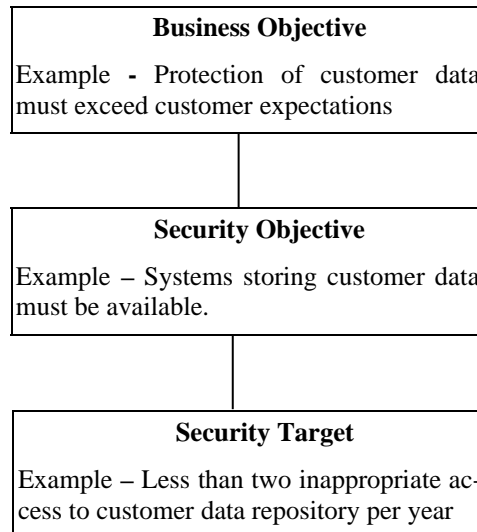 Business Objective
Example - Protection of customer data
must exceed customer expectations
Security Objective
Example – Systems storing customer data
must be available.
Security Target
Example – Less than two inappropriate ac-
cess to customer data repository per year